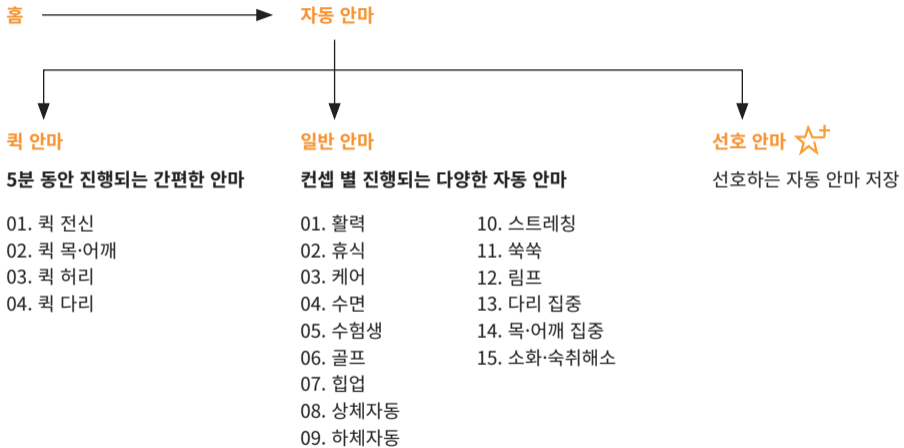 홈
자동 안마
퀵 안마
5분 동안 진행되는 간편한 안마
01. 퀵 전신
02. 퀵 목·어깨
03. 퀵 허리
04. 퀵 다리
일반 안마
컨셉 별 진행되는 다양한 자동 안마
01. 활력
02. 휴식
03. 케어
04. 수면
05. 수험생
06. 골프
07. 힙업
08. 상체자동
09. 하체자동
10. 스트레칭
11. 쑥쑥
12. 림프
13. 다리 집중
14. 목·어깨 집중
15. 소화·숙취해소
선호 안마
선호하는 자동 안마 저장